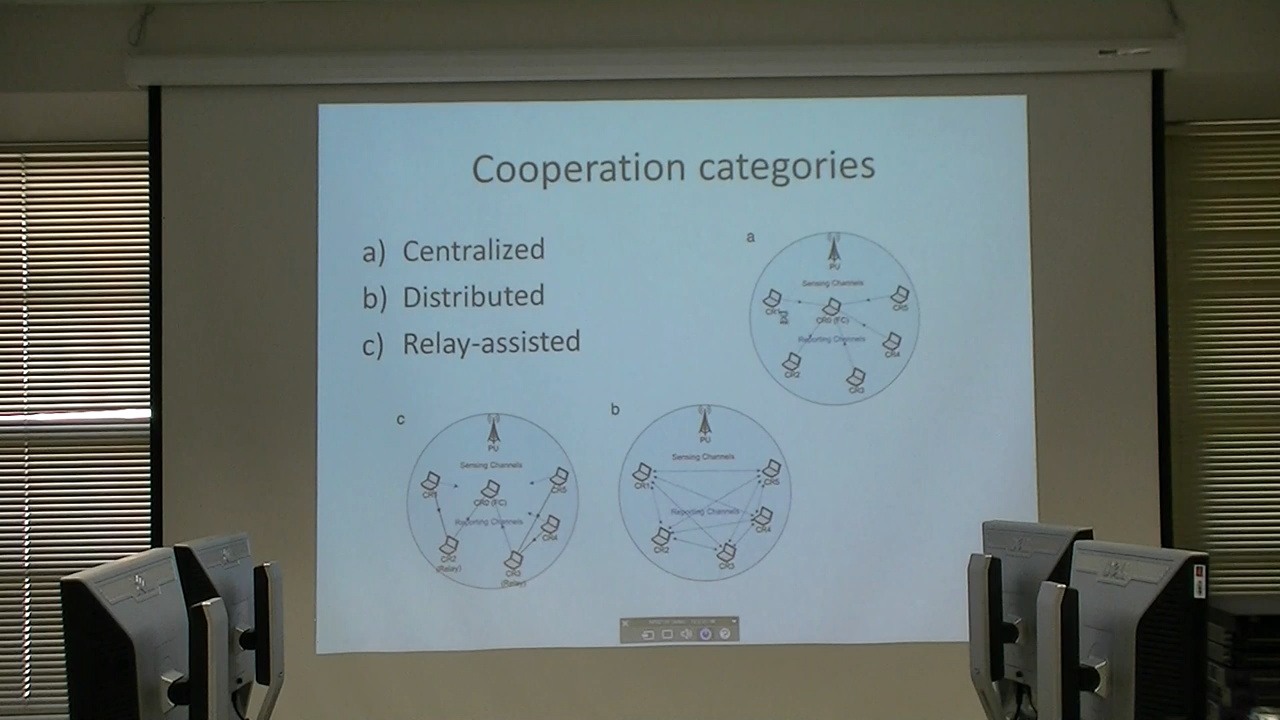 Cooperation categories
a) Centralized
b) Distributed
c) Relay-assisted
a
PU
Sensing Channels
CR1
CR5
CR0 (FC)
Reporting Channels
CR4
CR2
CR3
c
PU
Sensing Channels
CR1
CR5
CR0 (FC)
Reporting Channels
CR4
CR2
(Relay)
CR3
(Relay)
b
PU
Sensing Channels
CR1
CR5
Reporting Channels
CR4
CR2
CR3